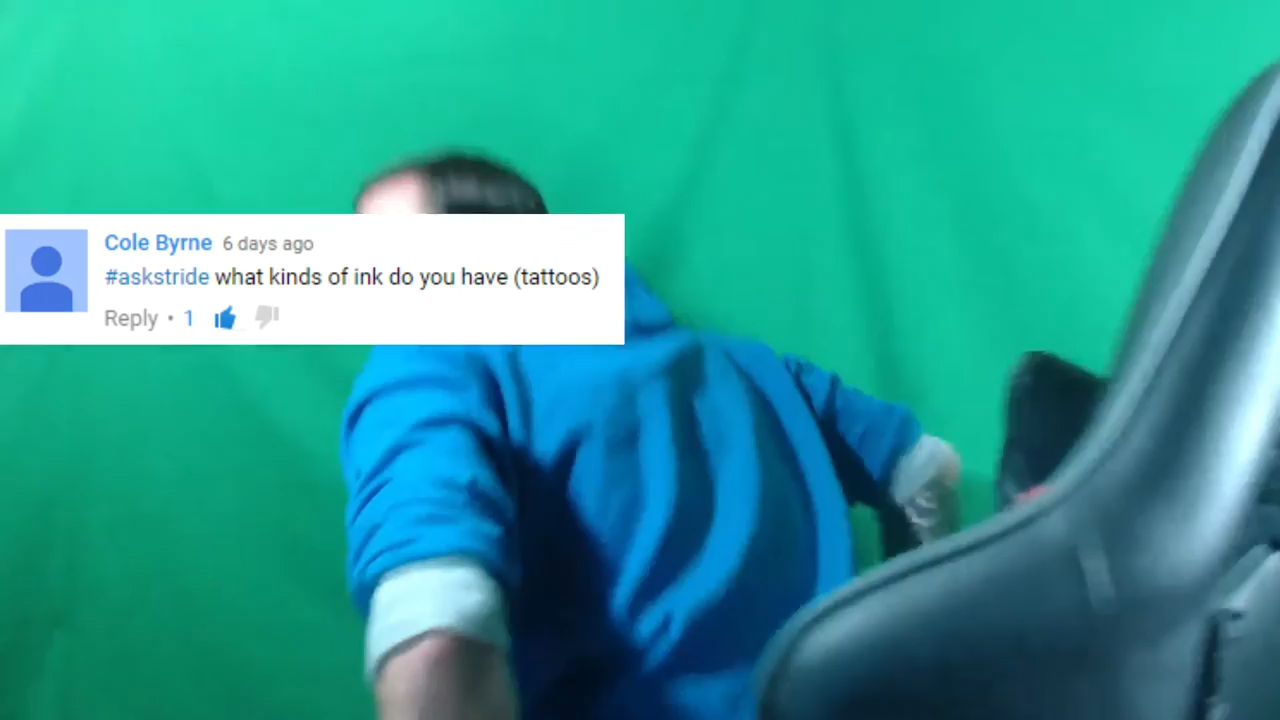 Cole Byrne 6 days ago
#askstride what kinds of ink do you have (tattoos)
Reply • 1